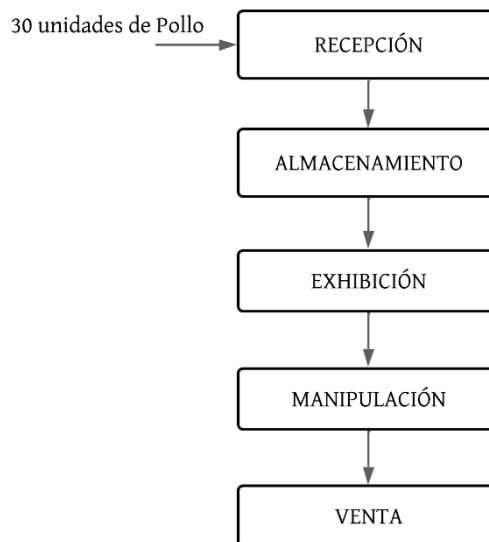 30 unidades de Pollo
RECEPCIÓN
ALMACENAMIENTO
EXHIBICIÓN
MANIPULACIÓN
VENTA